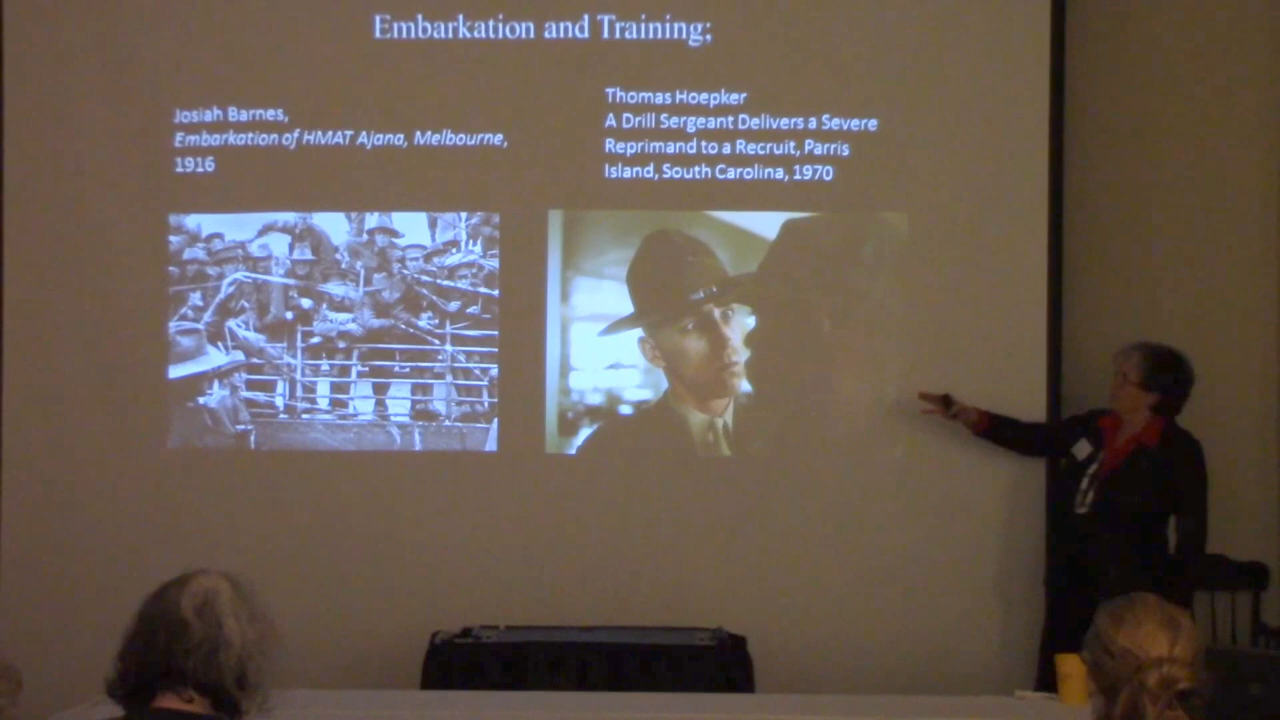 Embarkation and Training;
Josiah Barnes,
Embarkation of HMAT Ajana, Melbourne,
1916
Thomas Hoepker
A Drill Sergeant Delivers a Severe
Reprimand to a Recruit, Parris
Island, South Carolina, 1970